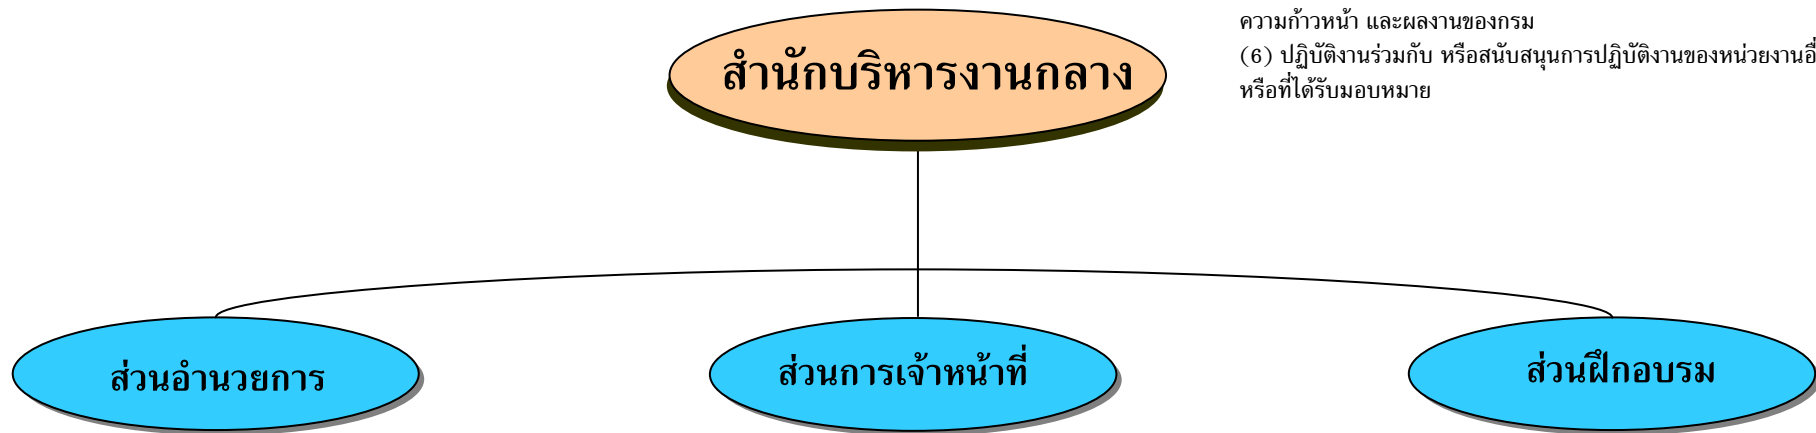 ความก้าวหน้า และผลงานของกรม
(6) ปฏิบัติงานร่วมกับ หรือสนับสนุนการปฏิบัติงานของหน่วยงานอื่
หรือที่ได้รับมอบหมาย
สำนักบริหารงานกลาง
ส่วนอำนวยการ
ส่วนการเจ้าหน้าที่
ส่วนฝึกอบรม